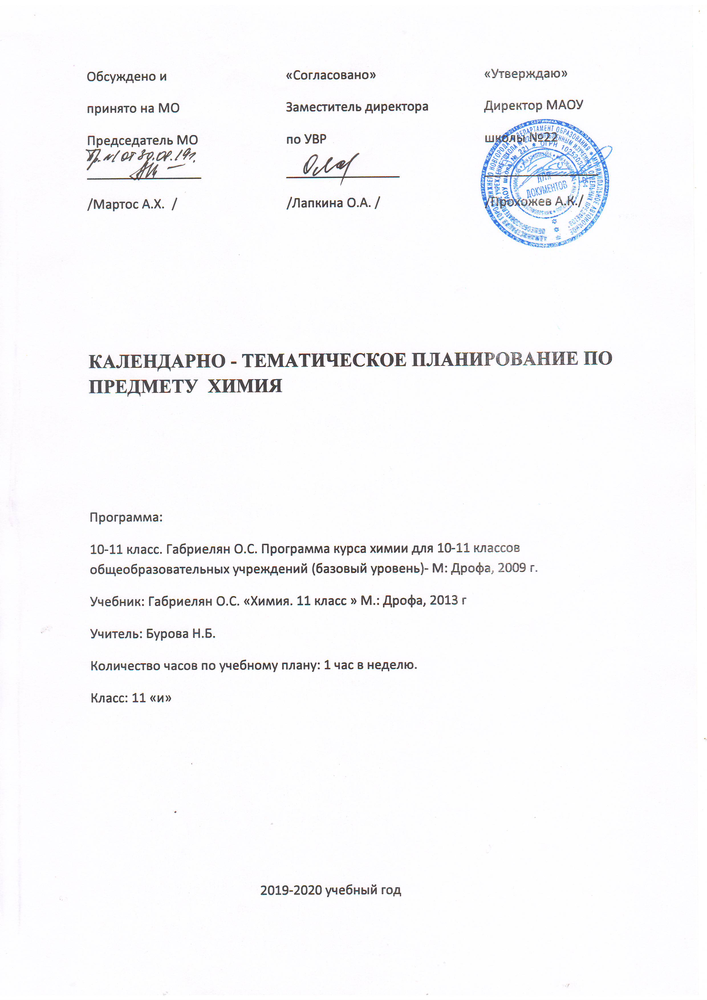 Обсуждено и
принято на МО
Председатель МО
Пр. №1 от 30.08.19г.
/Мартос А.Х. /
«Согласовано»
Заместитель директора
по УВР
/Лапкина О.А. /
«Утверждаю»
Директор МАОУ
школы №22
/Прохожев А.К./
ДЛЯ
ДОКУМЕНТОВ
КАЛЕНДАРНО - ТЕМАТИЧЕСКОЕ ПЛАНИРОВАНИЕ ПО
ПРЕДМЕТУ ХИМИЯ
Программа:
10-11 класс. Габриелян О.С. Программа курса химии для 10-11 классов
общеобразовательных учреждений (базовый уровень)- М: Дрофа, 2009 г.
Учебник: Габриелян О.С. «Химия. 11 класс » М.: Дрофа, 2013 г
Учитель: Бурова Н.Б.
Количество часов по учебному плану: 1 час в неделю.
Класс: 11 «и»
2019-2020 учебный год